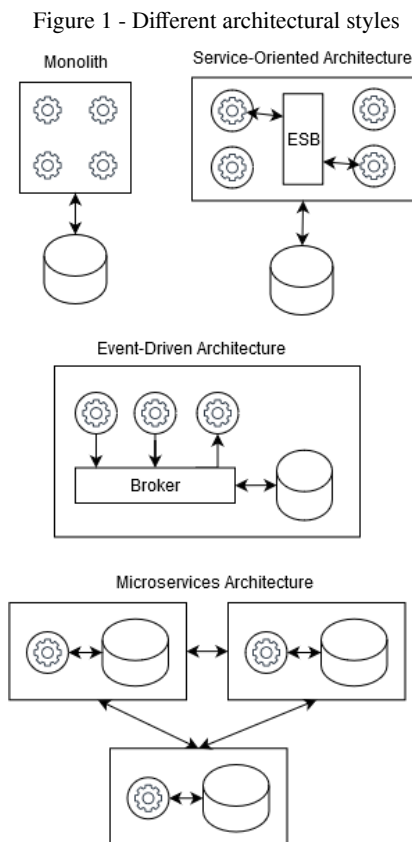 Figure 1 - Different architectural styles
Monolith
Service-Oriented Architecture
ESB
Event-Driven Architecture
Broker
Microservices Architecture